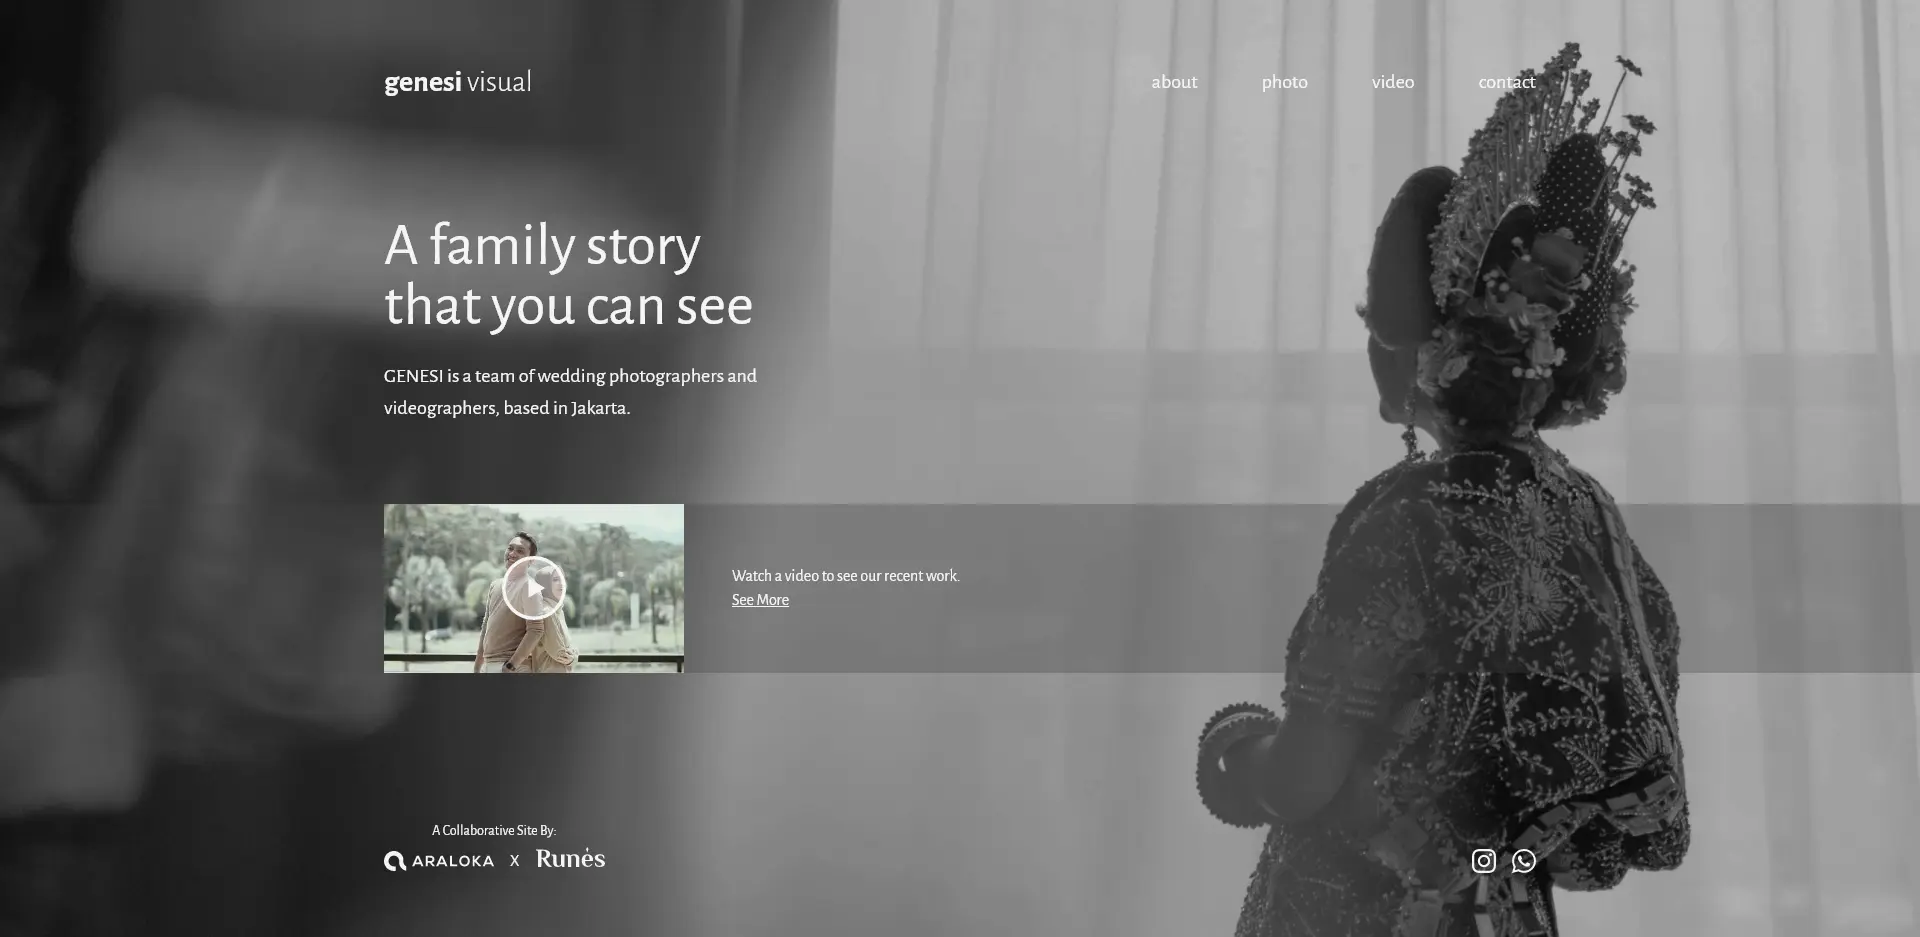 genesi visual
about
photo
video
contact
A family story
that you can see
GENESI is a team of wedding photographers and
videographers, based in Jakarta.
Watch a video to see our recent work.
See More
A Collaborative Site By:
ARALOKA X Runes